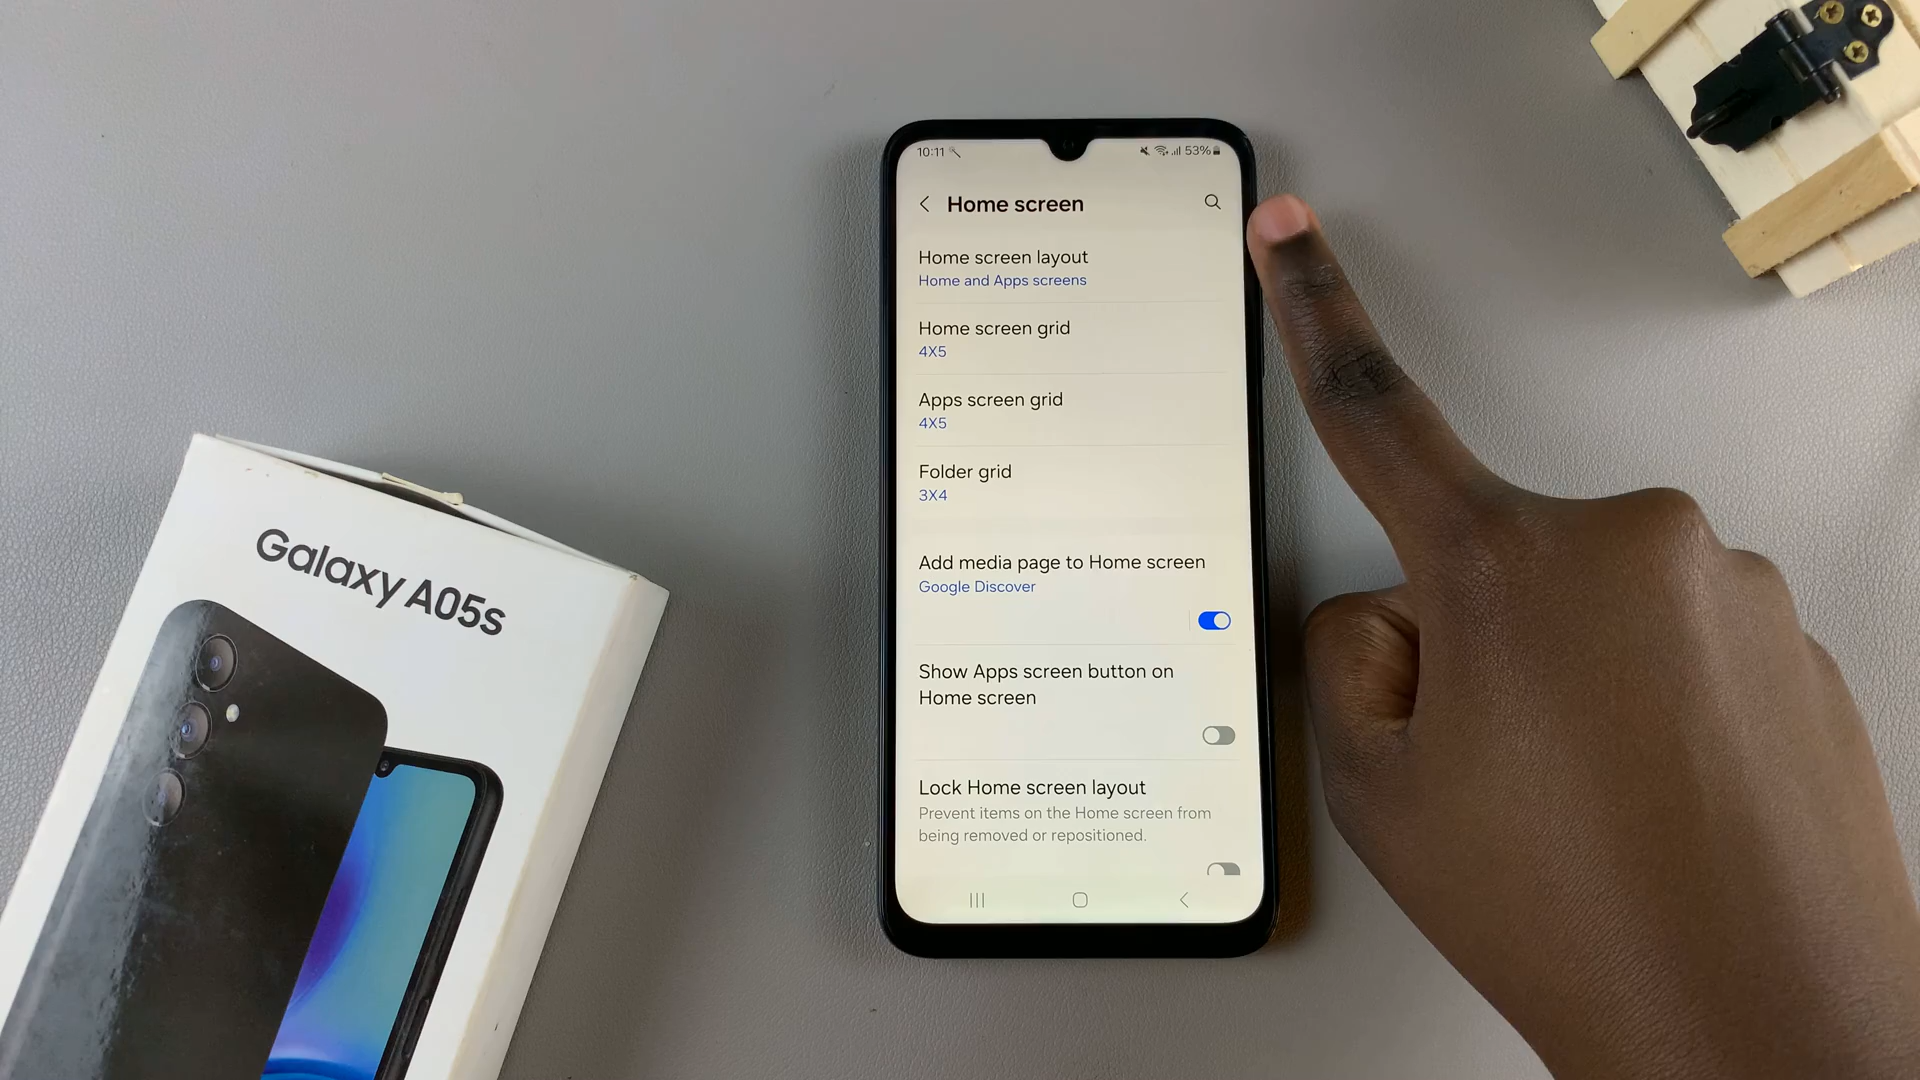 10:11
53%
Home screen
Home screen layout
Home and Apps screens
Home screen grid
4X5
Apps screen grid
4X5
Folder grid
3X4
Add media page to Home screen
Google Discover
Show Apps screen button on
Home screen
Lock Home screen layout
Prevent items on the Home screen from
being removed or repositioned.
Galaxy A05s